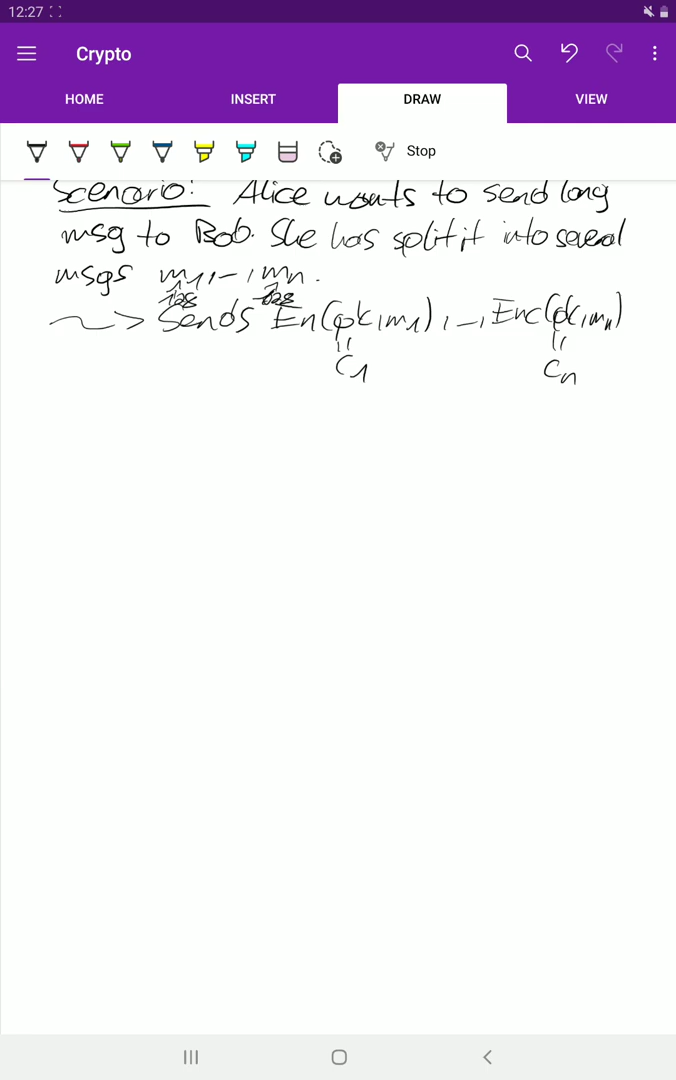 12:27
Crypto
HOME INSERT DRAW VIEW
Stop
Scenario: Alice wants to send long
msg to Bob. She has split it into several
msgs m1, -, mn.
~> Sends En(pk, m1), -, Enc(pk, mn)
= =
C1 Cn